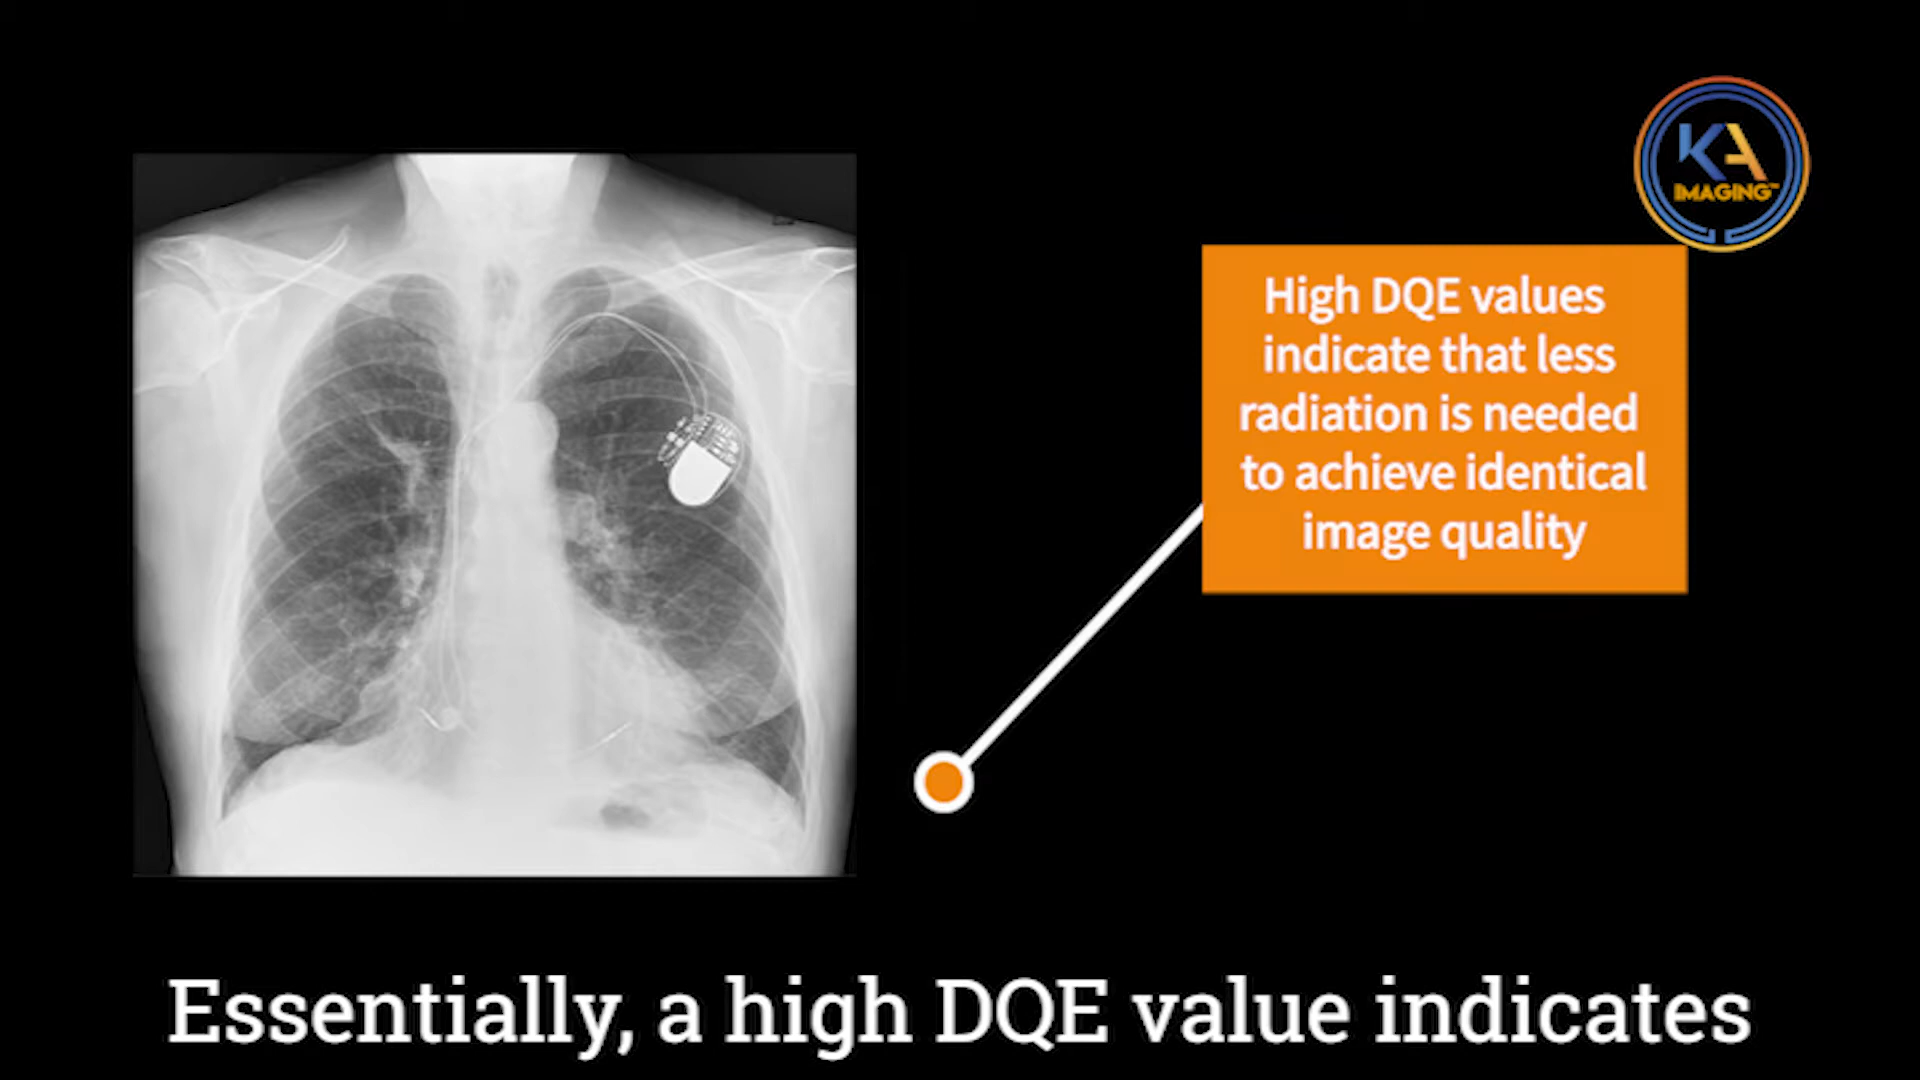 KA
IMAGING™
High DQE values
indicate that less
radiation is needed
to achieve identical
image quality
Essentially, a high DQE value indicates